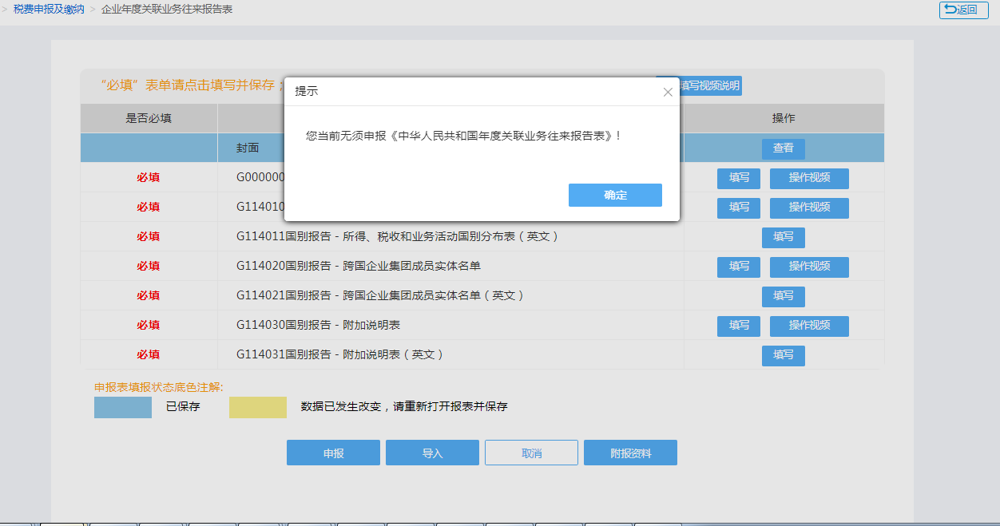 > 税费申报及缴纳 > 企业年度关联业务往来报告表
返回
“必填”表单请点击填写并保存；
填写视频说明
提示
您当前无须申报《中华人民共和国年度关联业务往来报告表》！
确定
是否必填 操作
封面 查看
必填 G000000 填写 操作视频
必填 G114010 填写 操作视频
必填 G114011国别报告－所得、税收和业务活动国别分布表（英文） 填写
必填 G114020国别报告－跨国企业集团成员实体名单 填写 操作视频
必填 G114021国别报告－跨国企业集团成员实体名单（英文） 填写
必填 G114030国别报告－附加说明表 填写 操作视频
必填 G114031国别报告－附加说明表（英文） 填写
申报表填报状态底色注解:
已保存 数据已发生改变，请重新打开报表并保存
申报 导入 取消 附报资料